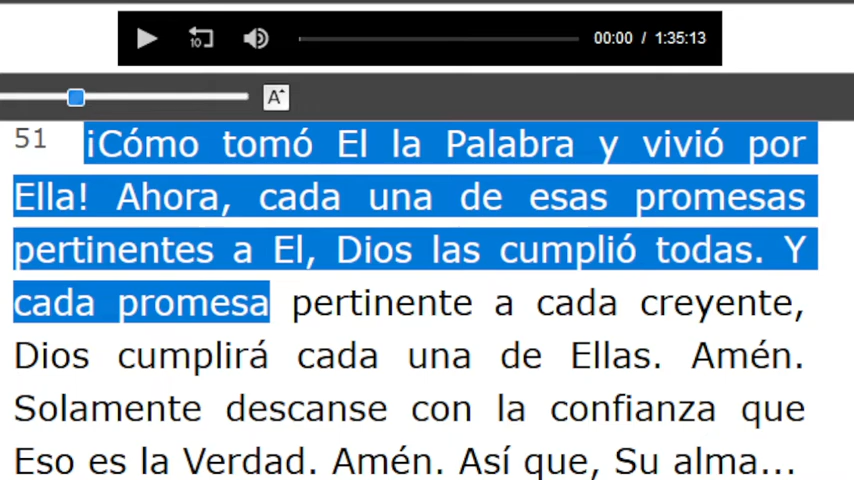 10 00:00 / 1:35:13
A+
51 ¡Cómo tomó El la Palabra y vivió por
Ella! Ahora, cada una de esas promesas
pertinentes a El, Dios las cumplió todas. Y
cada promesa pertinente a cada creyente,
Dios cumplirá cada una de Ellas. Amén.
Solamente descanse con la confianza que
Eso es la Verdad. Amén. Así que, Su alma...